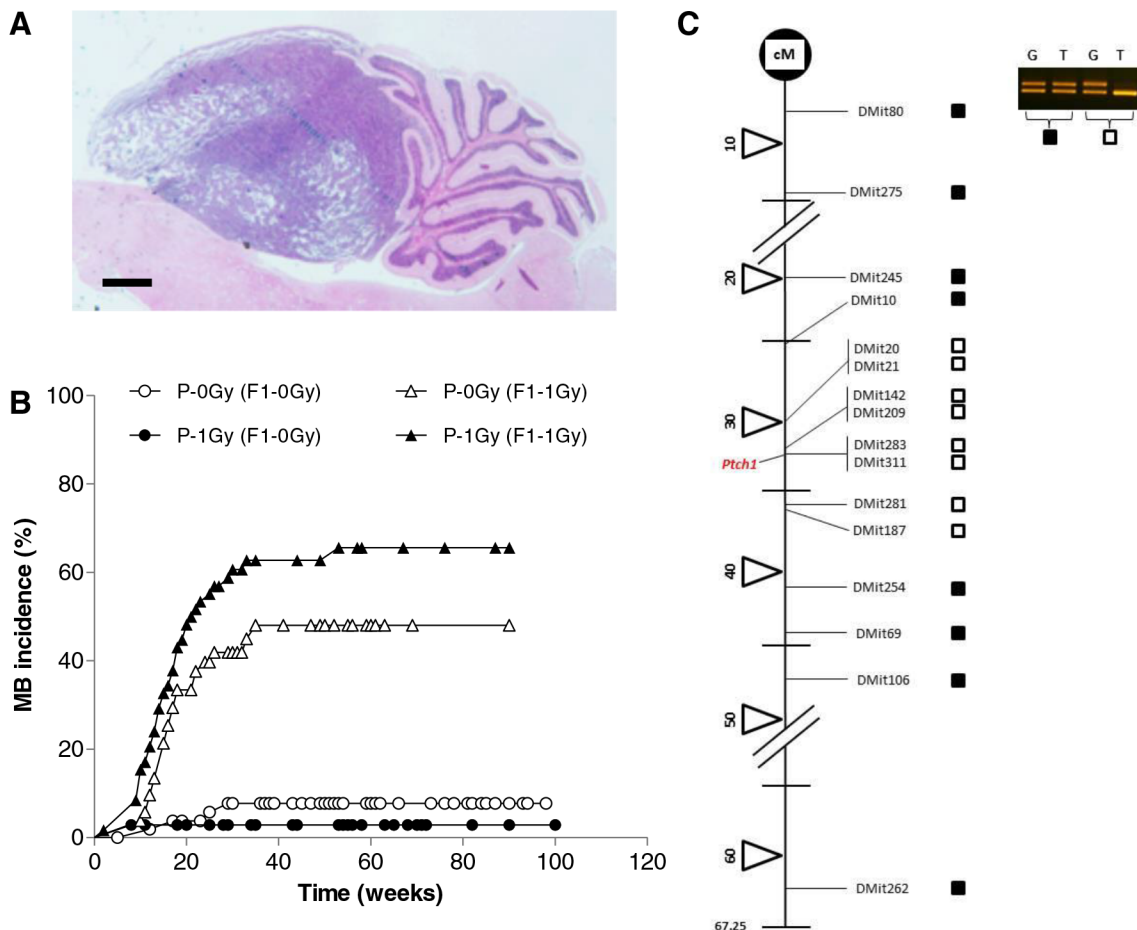 A
B
P-0Gy (F1-0Gy)
P-0Gy (F1-1Gy)
P-1Gy (F1-0Gy)
P-1Gy (F1-1Gy)
MB incidence (%)
100
80
60
40
20
0
0 20 40 60 80 100 120
Time (weeks)
C
cM
G T G T
DMit80
10
DMit275
20
DMit245
DMit10
DMit20
DMit21
DMit142
DMit209
30
DMit283
Ptch1
DMit311
DMit281
DMit187
40
DMit254
DMit69
DMit106
50
60
DMit262
67.25